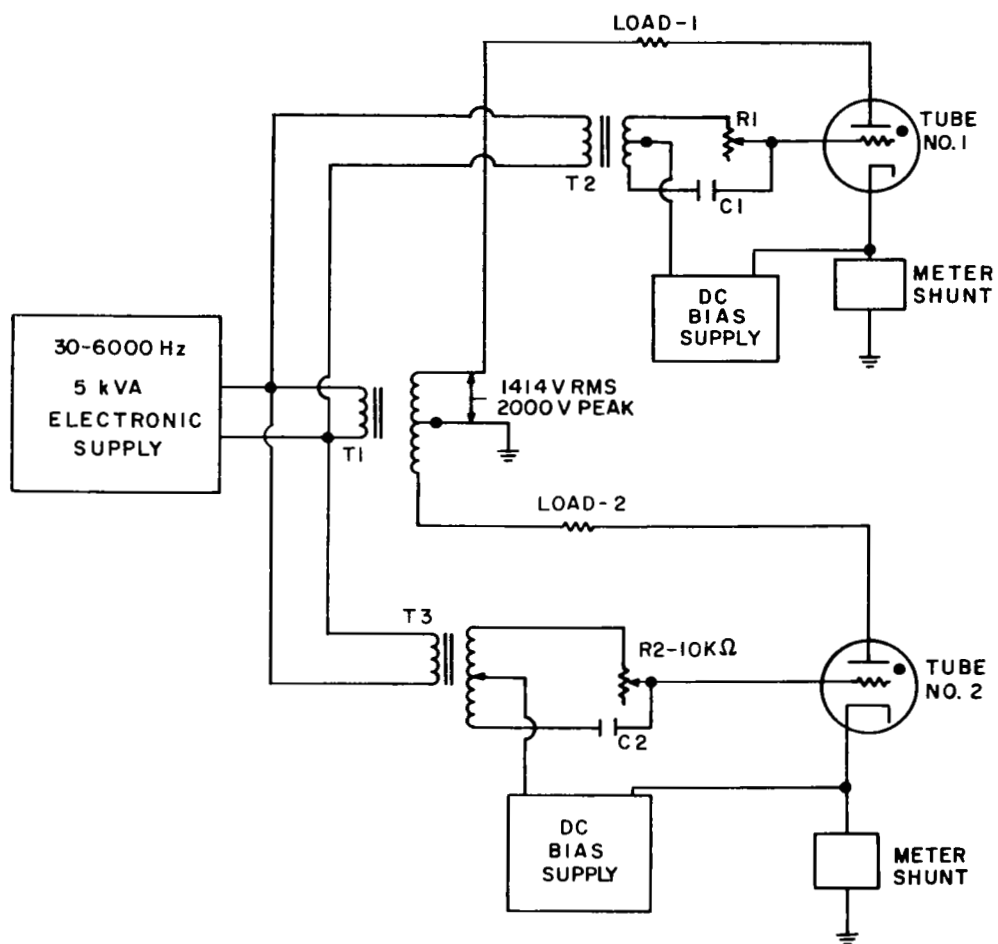 LOAD-1
R1
TUBE
NO. 1
T2
C1
METER
SHUNT
DC
BIAS
SUPPLY
30-6000 Hz
5 kVA
ELECTRONIC
SUPPLY
T1
1414 V RMS
2000 V PEAK
LOAD-2
T3
R2-10KΩ
TUBE
NO. 2
C2
DC
BIAS
SUPPLY
METER
SHUNT